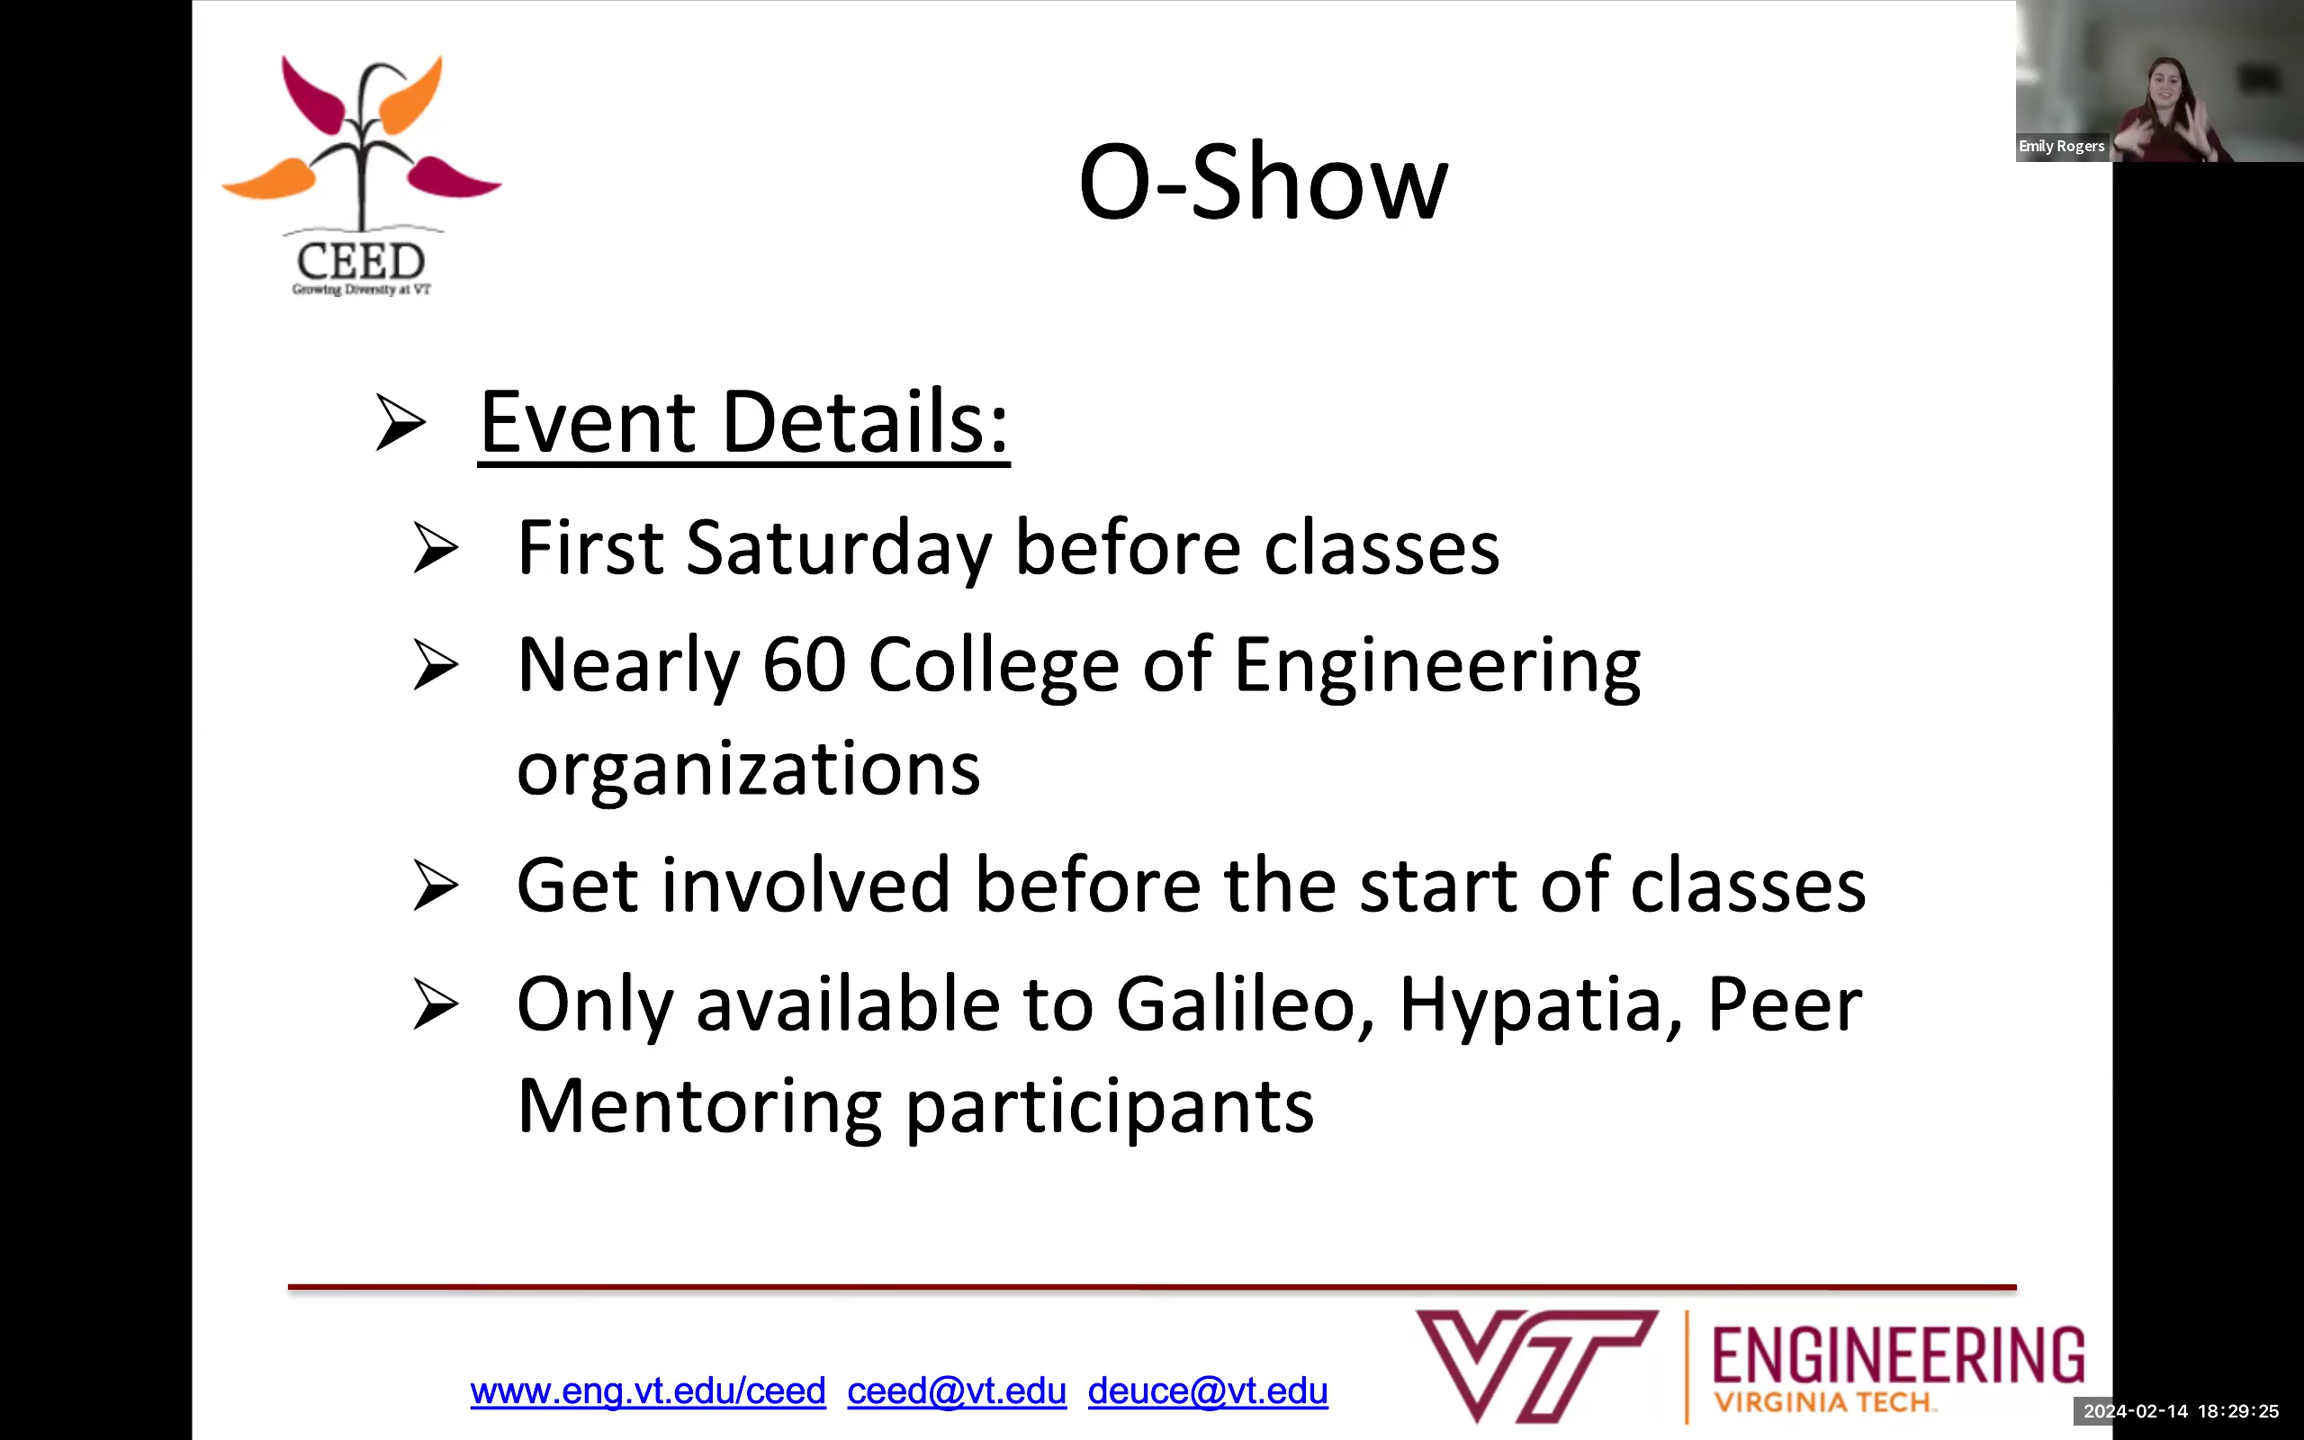 CEED
Growing Diversity at VT
O-Show
Emily Rogers
Event Details:
First Saturday before classes
Nearly 60 College of Engineering
organizations
Get involved before the start of classes
Only available to Galileo, Hypatia, Peer
Mentoring participants
www.eng.vt.edu/ceed ceed@vt.edu deuce@vt.edu
VT ENGINEERING
VIRGINIA TECH™
2024-02-14 18:29:25